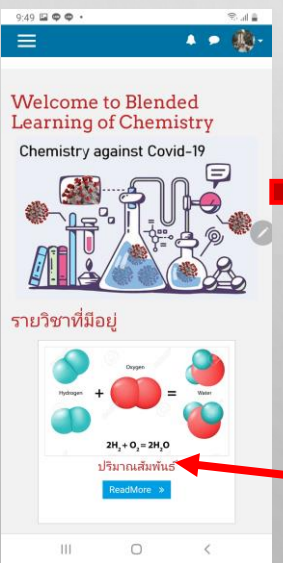 9:49
Welcome to Blended
Learning of Chemistry
Chemistry against Covid-19
รายวิชาที่มีอยู่
Oxygen
Hydrogen + = Water
2H₂ + O₂ = 2H₂O
ปริมาณสัมพันธ์
ReadMore »